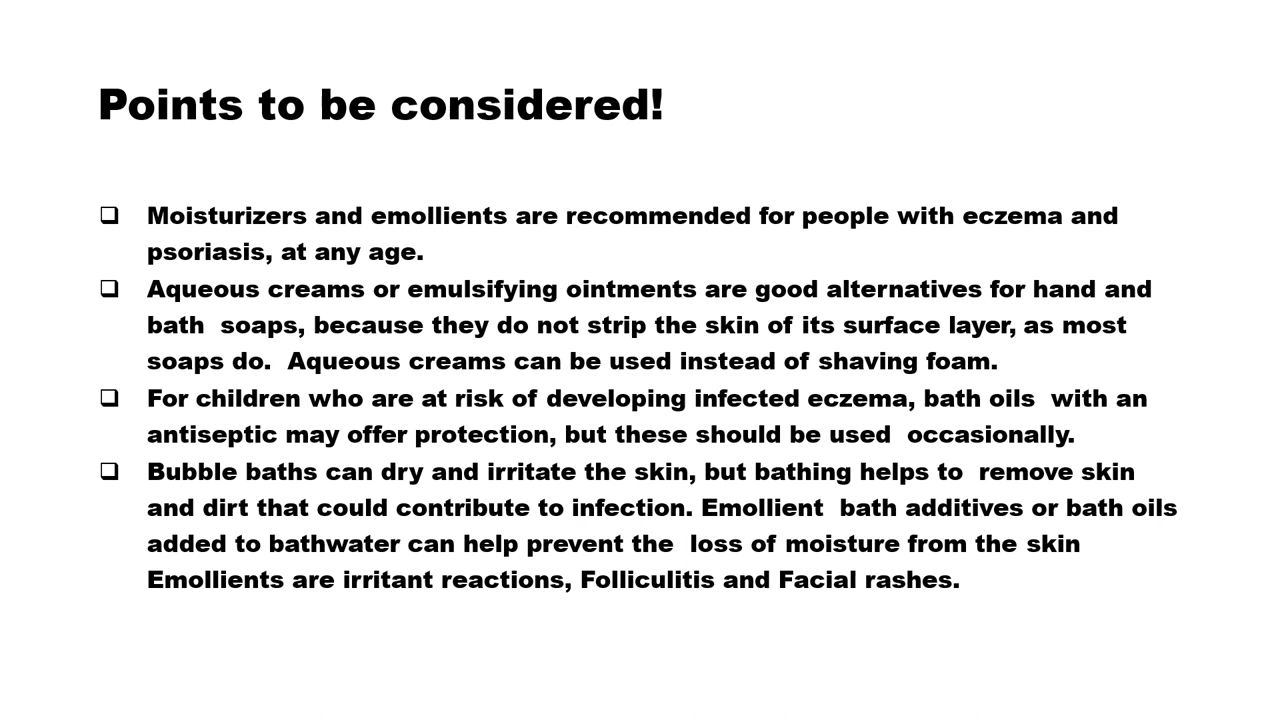 Points to be considered!
❑ Moisturizers and emollients are recommended for people with eczema and
psoriasis, at any age.
❑ Aqueous creams or emulsifying ointments are good alternatives for hand and
bath  soaps, because they do not strip the skin of its surface layer, as most
soaps do.  Aqueous creams can be used instead of shaving foam.
❑ For children who are at risk of developing infected eczema, bath oils  with an
antiseptic may offer protection, but these should be used  occasionally.
❑ Bubble baths can dry and irritate the skin, but bathing helps to  remove skin
and dirt that could contribute to infection. Emollient  bath additives or bath oils
added to bathwater can help prevent the  loss of moisture from the skin
Emollients are irritant reactions, Folliculitis and Facial rashes.